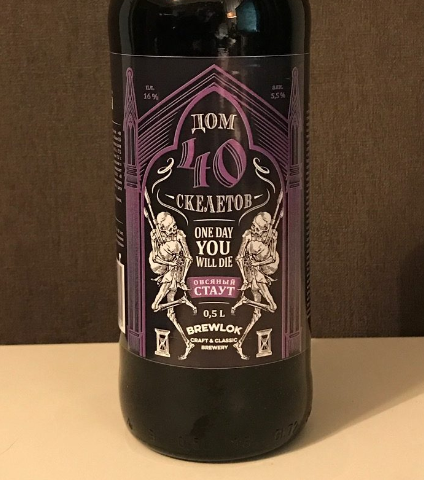 пл.
16%
алк.
5,5%
ДОМ
40
СКЕЛЕТОВ
ONE DAY
YOU
WILL DIE
ОВСЯНЫЙ
СТАУТ
0,5 L
BREWLOK
CRAFT & CLASSIC
BREWERY